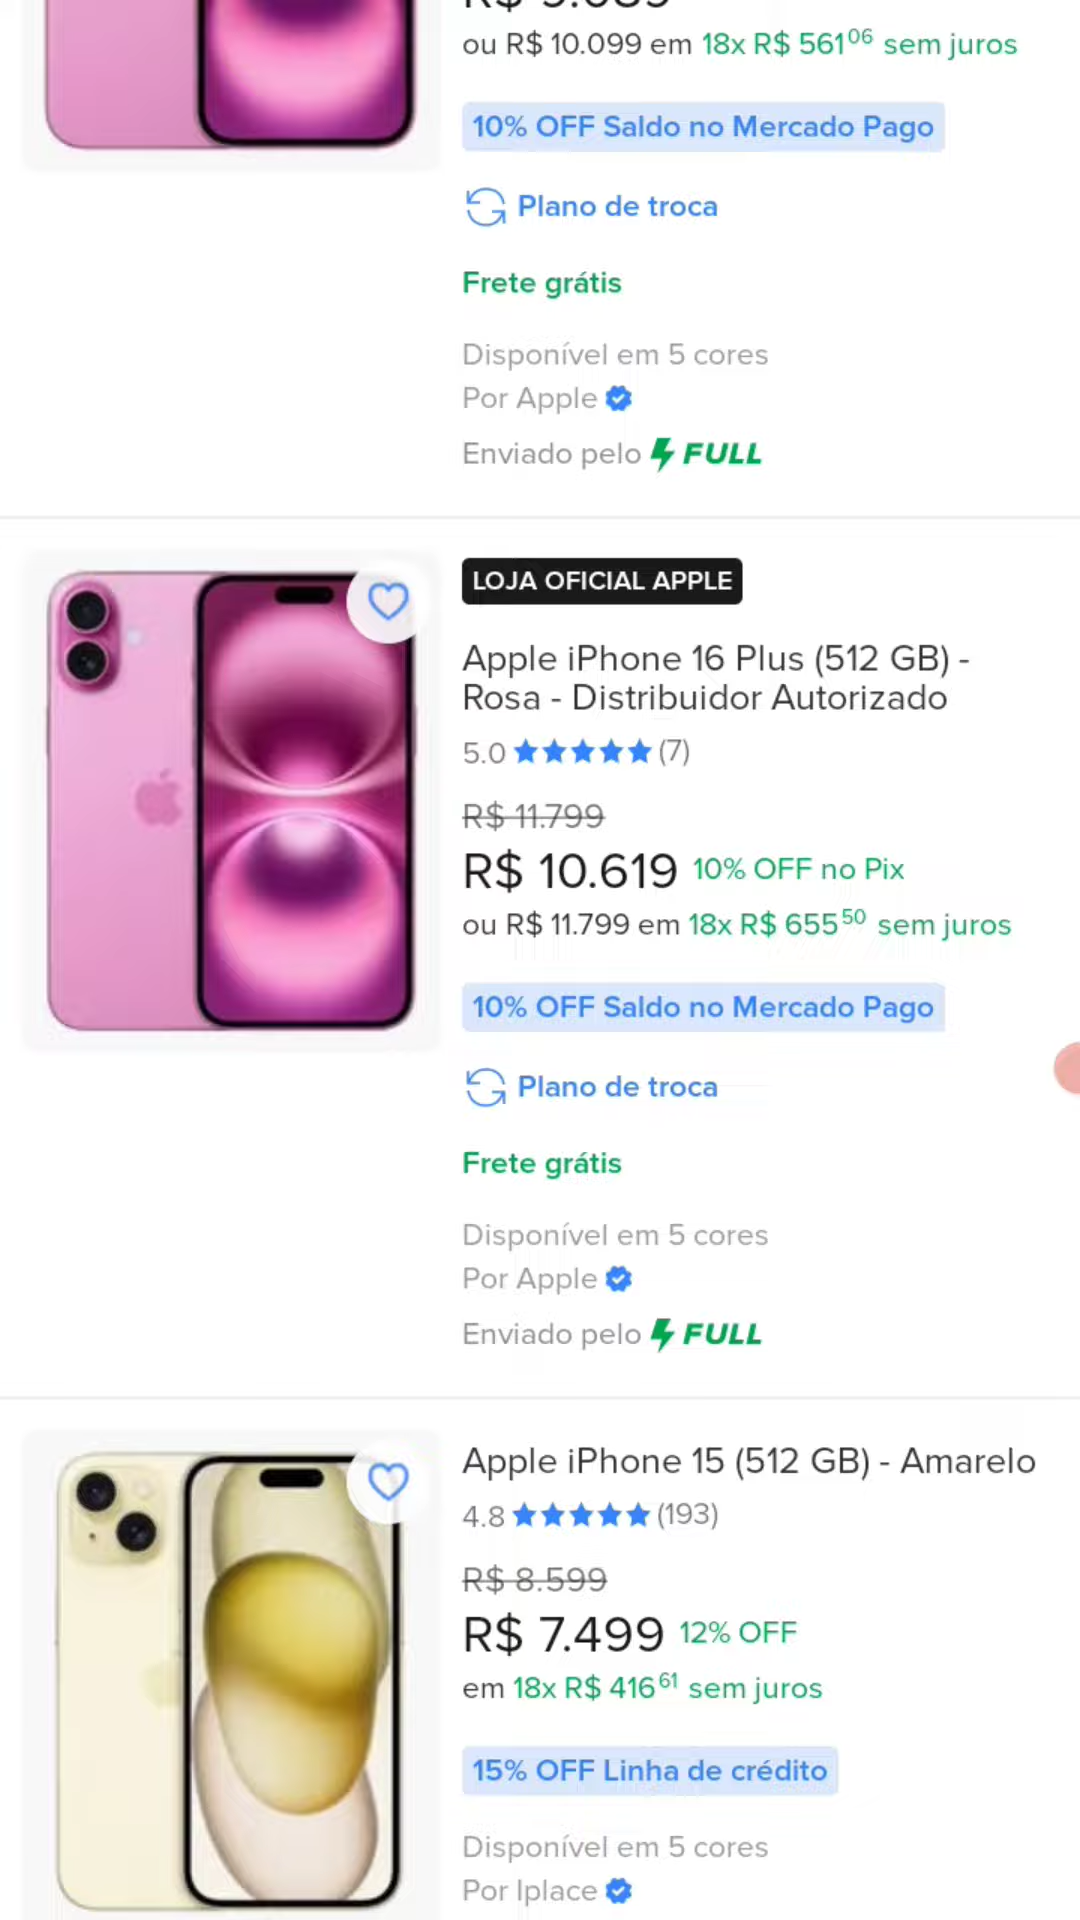 ou R$ 10.099 em 18x R$ 561 06 sem juros
10% OFF Saldo no Mercado Pago
Plano de troca
Frete grátis
Disponível em 5 cores
Por Apple
Enviado pelo FULL
LOJA OFICIAL APPLE
Apple iPhone 16 Plus (512 GB) -
Rosa - Distribuidor Autorizado
5.0 (7)
R$ 11.799
R$ 10.619 10% OFF no Pix
ou R$ 11.799 em 18x R$ 655 50 sem juros
10% OFF Saldo no Mercado Pago
Plano de troca
Frete grátis
Disponível em 5 cores
Por Apple
Enviado pelo FULL
Apple iPhone 15 (512 GB) - Amarelo
4.8 (193)
R$ 8.599
R$ 7.499 12% OFF
em 18x R$ 416 61 sem juros
15% OFF Linha de crédito
Disponível em 5 cores
Por Iplace